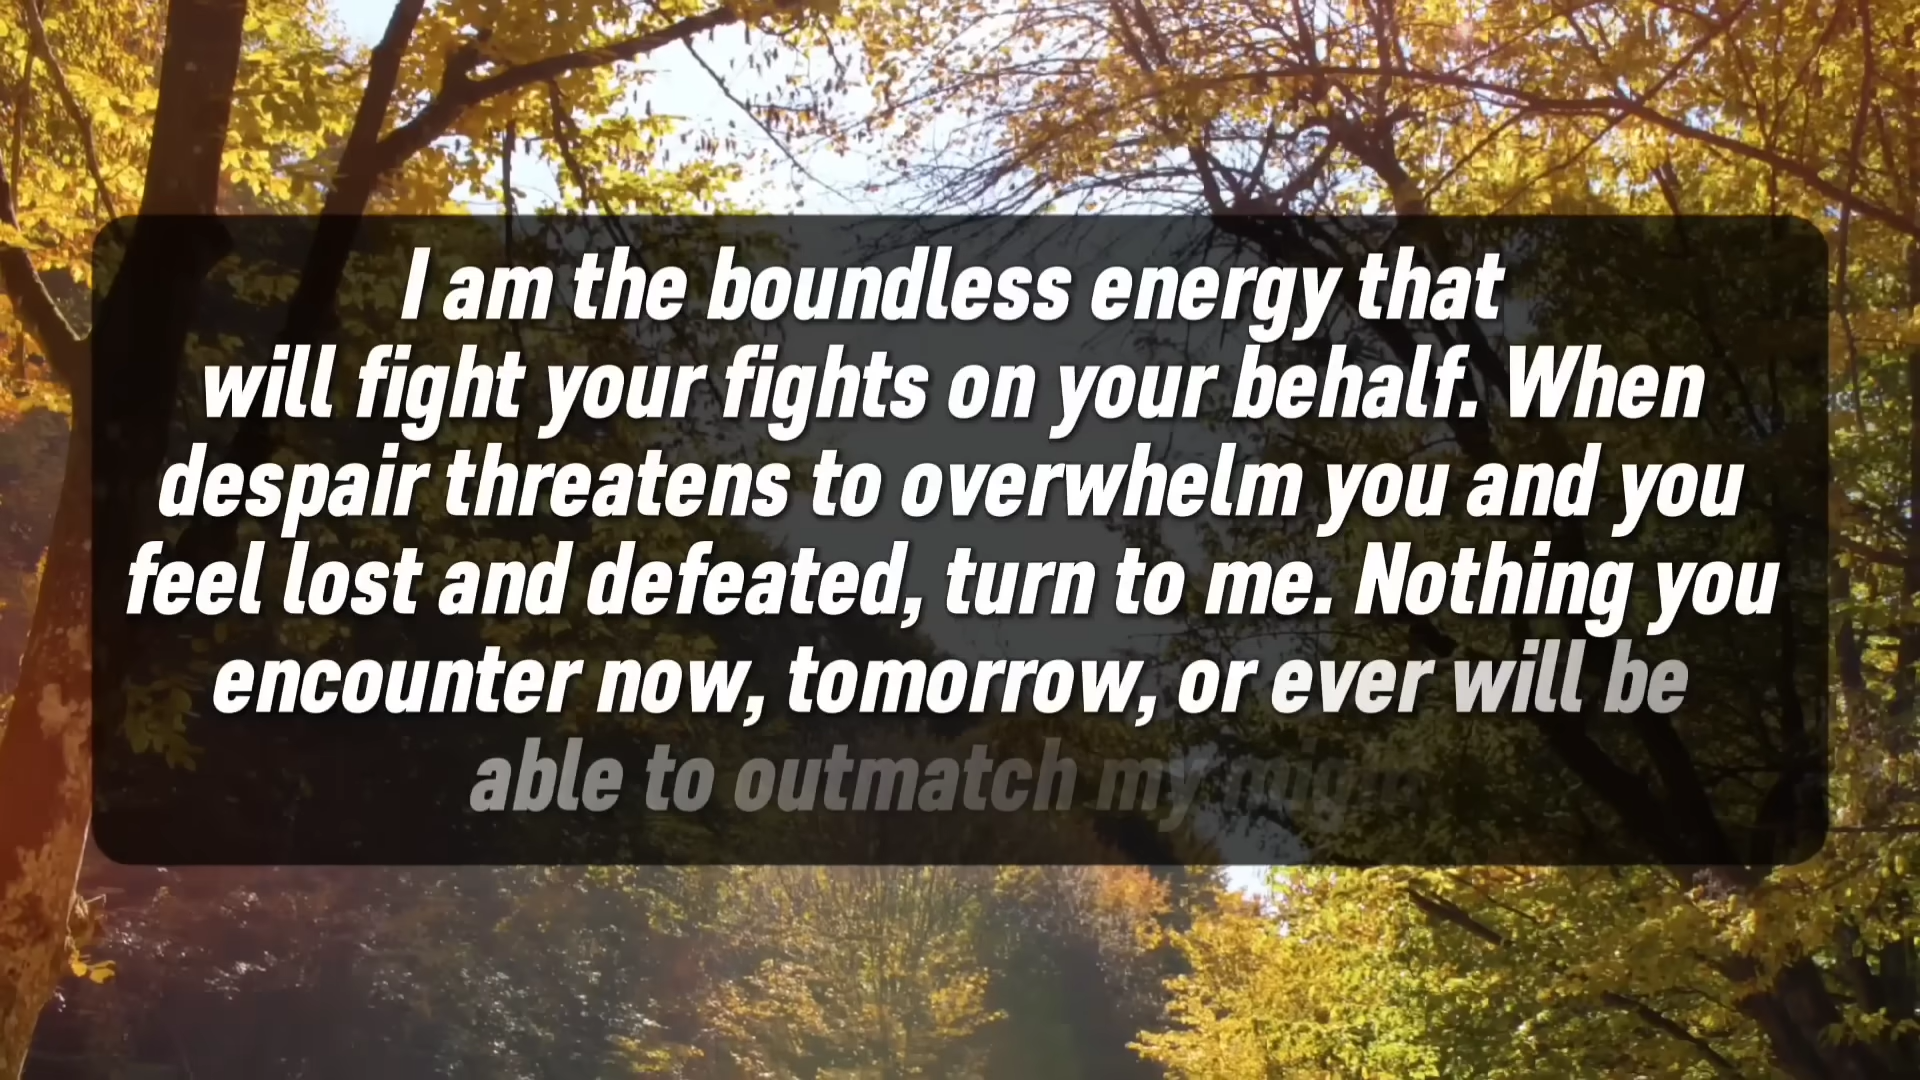 I am the boundless energy that
will fight your fights on your behalf. When
despair threatens to overwhelm you and you
feel lost and defeated, turn to me. Nothing you
encounter now, tomorrow, or ever will be
able to outmatch my